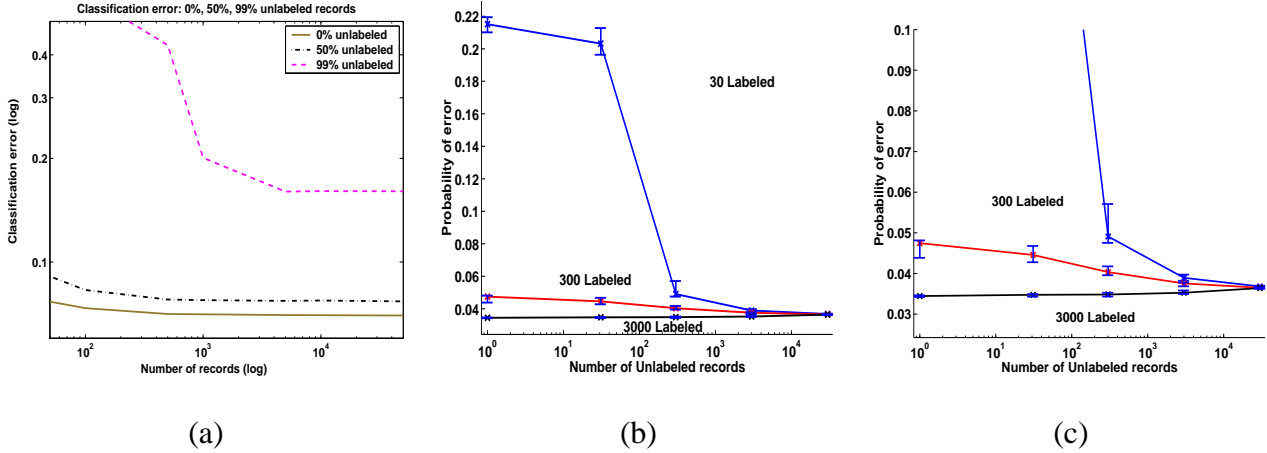 Classification error: 0%, 50%, 99% unlabeled records
0% unlabeled
50% unlabeled
99% unlabeled
0.4
0.3
0.2
0.1
Classification error (log)
10^2
10^3
10^4
Number of records (log)
(a)
0.22
0.2
0.18
0.16
0.14
0.12
0.1
0.08
0.06
0.04
Probability of error
30 Labeled
300 Labeled
3000 Labeled
10^0
10^1
10^2
10^3
10^4
Number of Unlabeled records
(b)
0.1
0.09
0.08
0.07
0.06
0.05
0.04
0.03
Probability of error
300 Labeled
3000 Labeled
10^0
10^1
10^2
10^3
10^4
Number of Unlabeled records
(c)